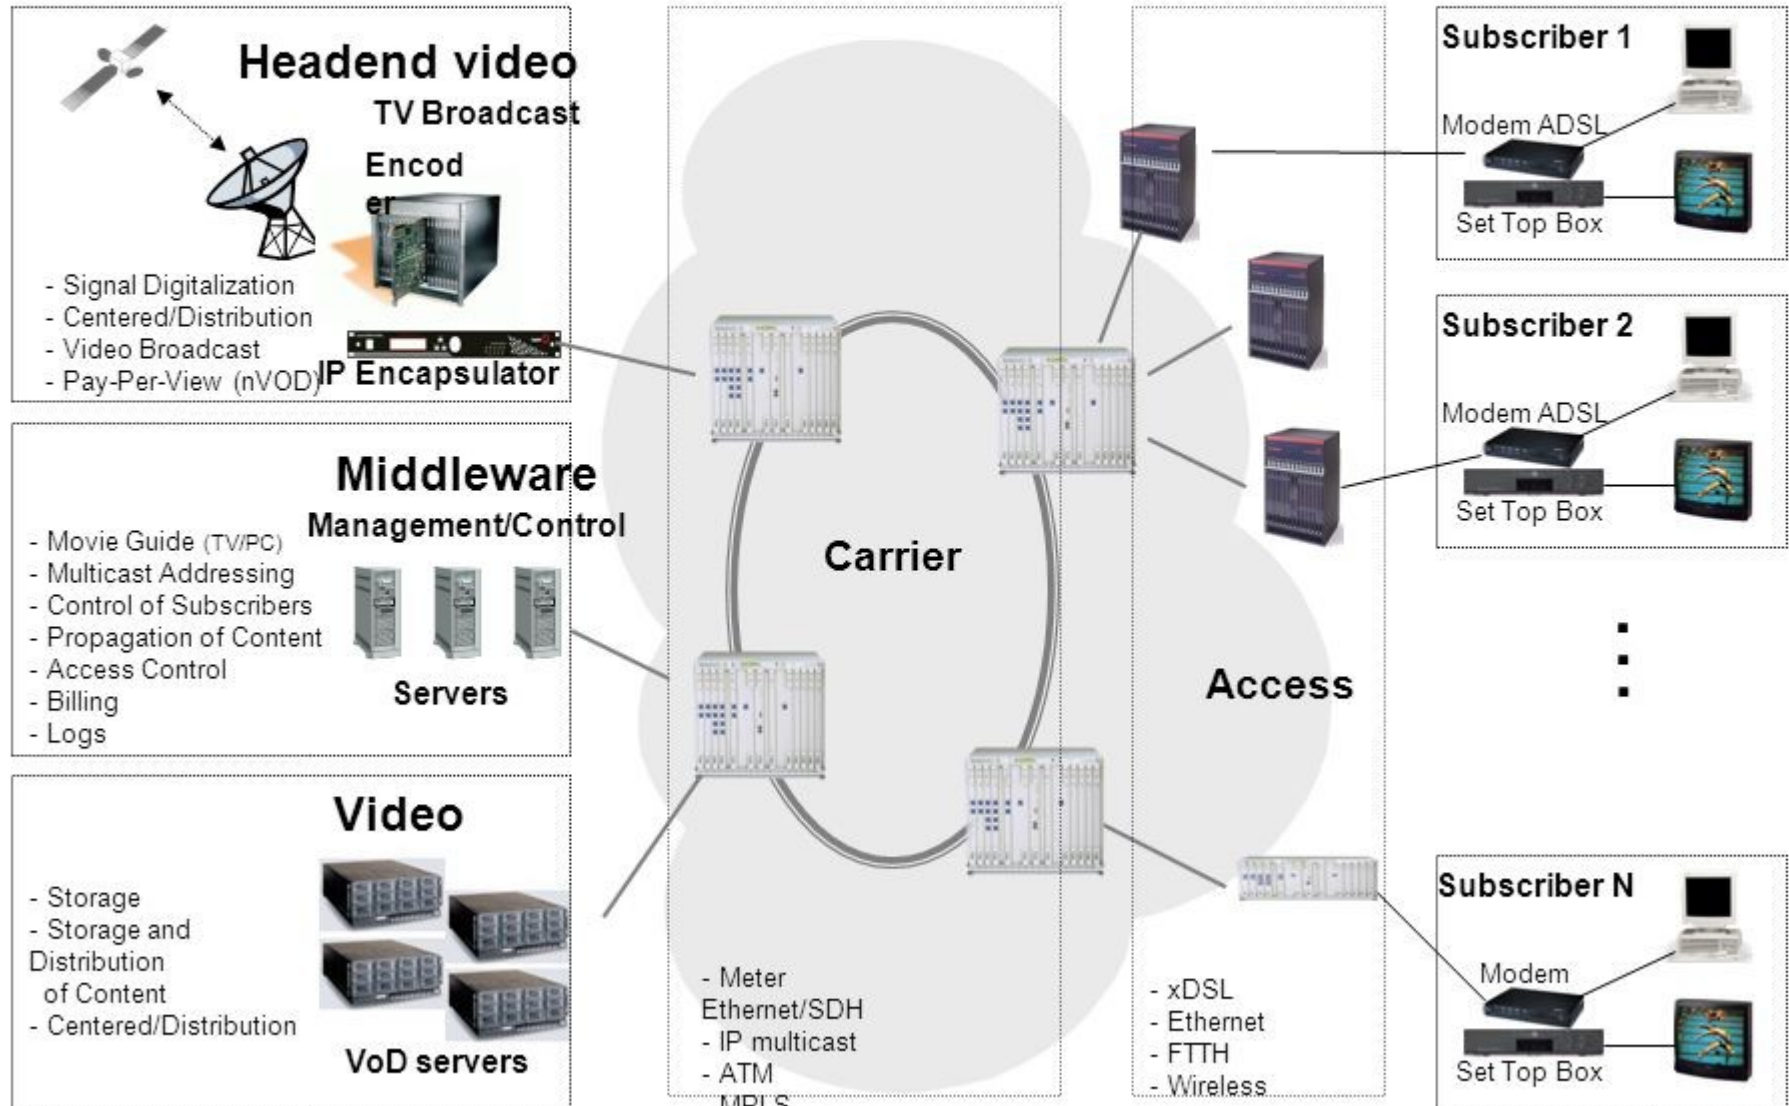 Headend video
TV Broadcast
Encod
er
- Signal Digitalization
- Centered/Distribution
- Video Broadcast
- Pay-Per-View (nVOD)
IP Encapsulator
Middleware
Management/Control
- Movie Guide (TV/PC)
- Multicast Addressing
- Control of Subscribers
- Propagation of Content
- Access Control
- Billing
- Logs
Servers
Video
- Storage
- Storage and
Distribution
of Content
- Centered/Distribution
VoD servers
Carrier
- Meter
Ethernet/SDH
- IP multicast
- ATM
- MPLS
Access
- xDSL
- Ethernet
- FTTH
- Wireless
Subscriber 1
Modem ADSL
Set Top Box
Subscriber 2
Modem ADSL
Set Top Box
Subscriber N
Modem
Set Top Box